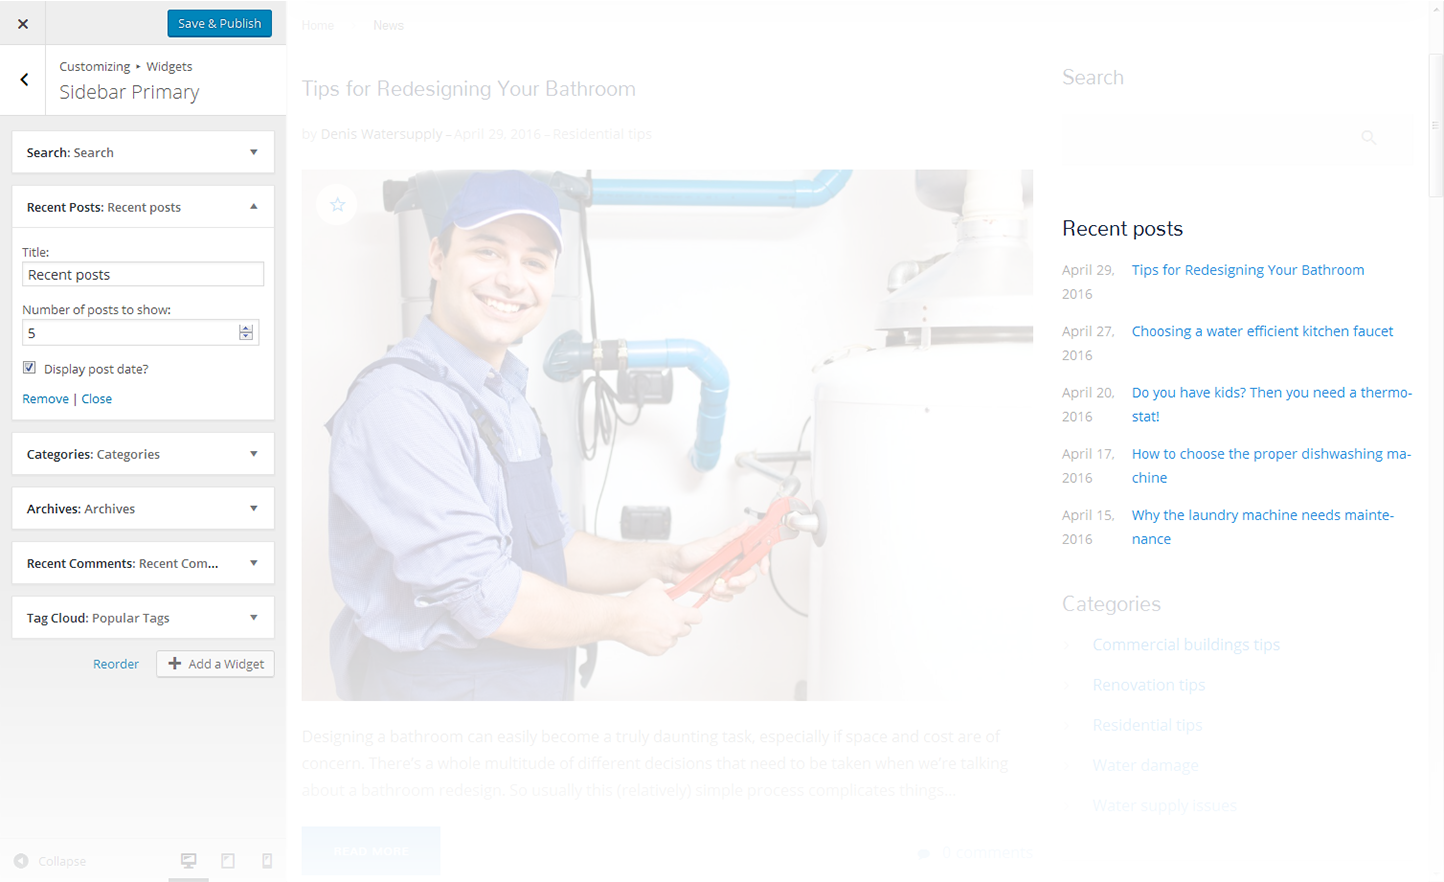 Save & Publish
Customizing ▸ Widgets
Sidebar Primary
Search: Search
Recent Posts: Recent posts
Title:
Recent posts
Number of posts to show:
5
Display post date?
Remove | Close
Categories: Categories
Archives: Archives
Recent Comments: Recent Com...
Tag Cloud: Popular Tags
Reorder
Add a Widget
Collapse
Home
News
Tips for Redesigning Your Bathroom
by Denis Watersupply – April 29, 2016 – Residential tips
Designing a bathroom can easily become a truly daunting task, especially if space and cost are of
concern. There's a whole multitude of different decisions that need to be taken when we're talking
about a bathroom redesign. So usually this (relatively) simple process complicates things...
READ MORE
0 comments
Search
Recent posts
April 29, Tips for Redesigning Your Bathroom
2016
April 27, Choosing a water efficient kitchen faucet
2016
April 20, Do you have kids? Then you need a thermo-
2016 stat!
April 17, How to choose the proper dishwashing ma-
2016 chine
April 15, Why the laundry machine needs mainte-
2016 nance
Categories
Commercial buildings tips
Renovation tips
Residential tips
Water damage
Water supply issues